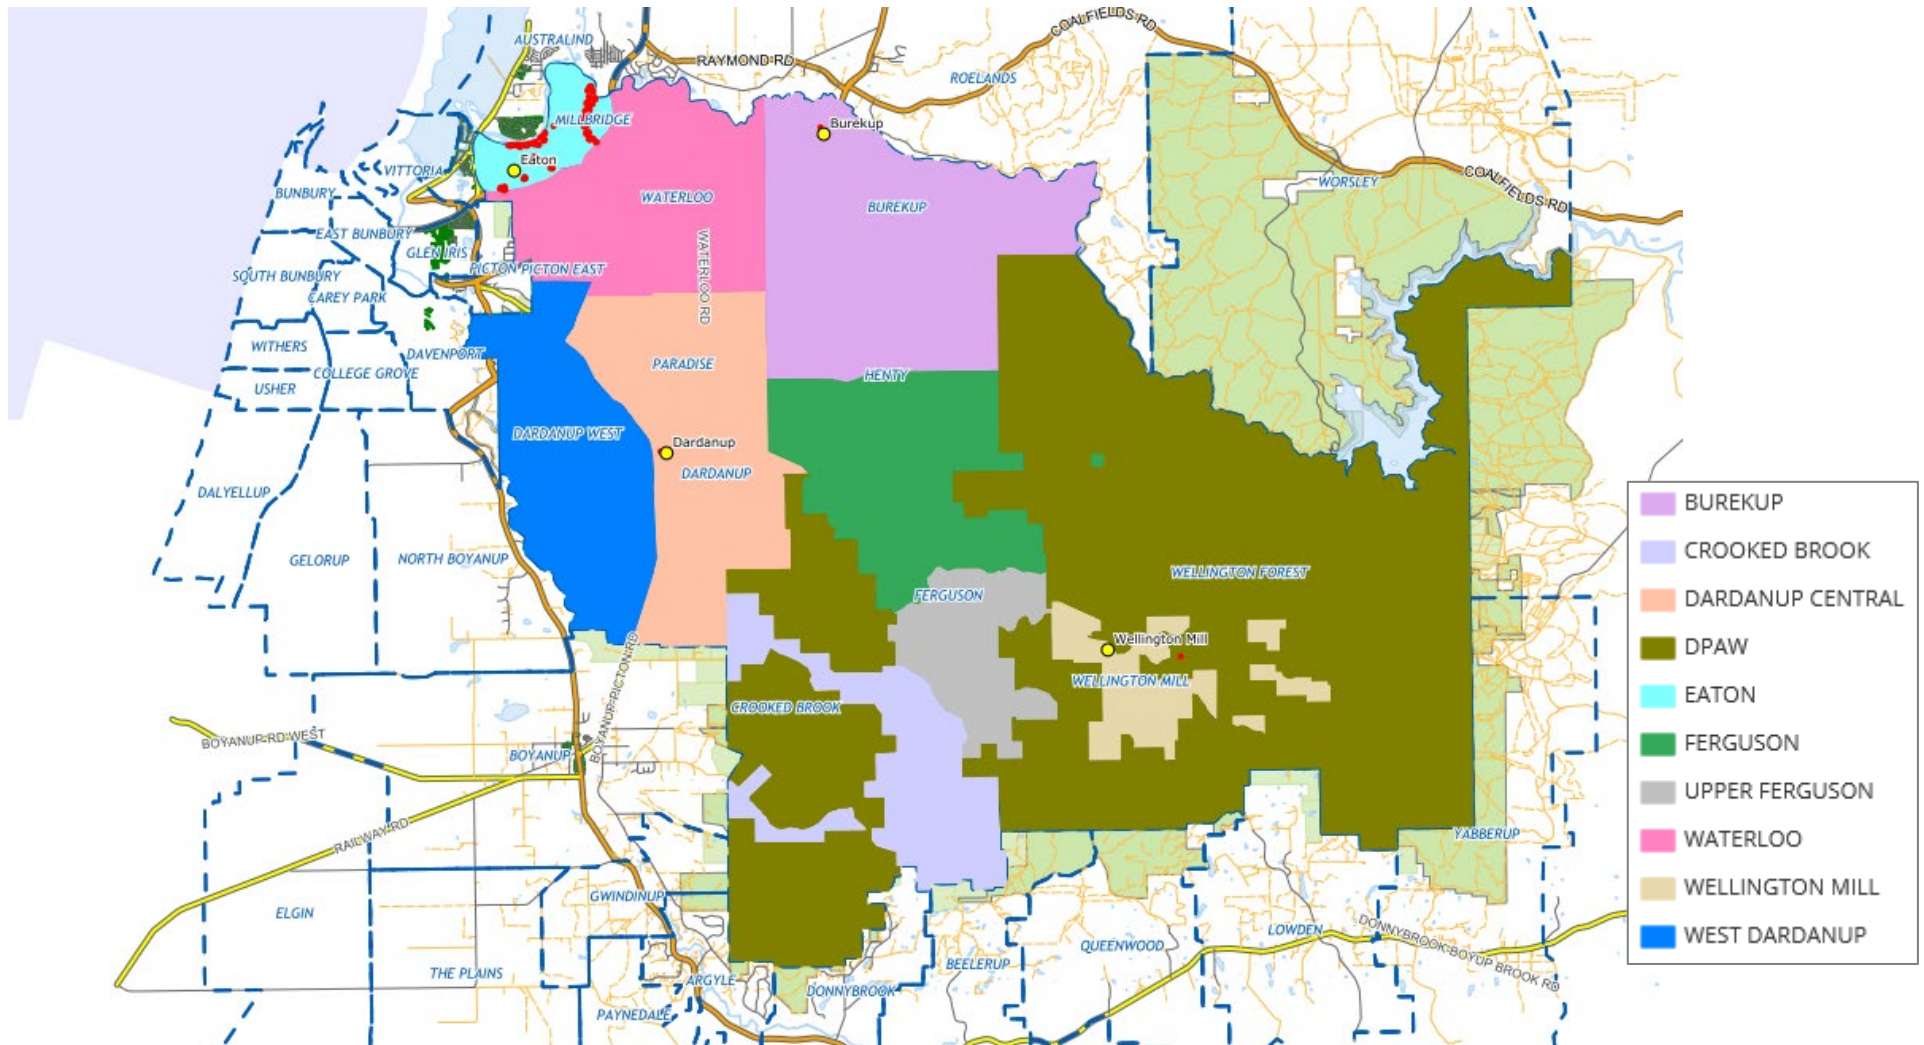 COALFIELDS RD
AUSTRALIND
RAYMOND RD
ROELANDS
MILLBRIDGE
Burekup
Eaton
VITTORIA
BUNBURY
WATERLOO
BUREKUP
WORSLEY
COALFIELDS RD
EAST BUNBURY
GLEN IRIS
PICTON PICTON EAST
WATERLOO RD
SOUTH BUNBURY
CAREY PARK
WITHERS
DAVENPORT
PARADISE
COLLEGE GROVE
HENTY
USHER
DARDANUP WEST
Dardanup
DARDANUP
DALYELLUP
GELORUP
NORTH BOYANUP
WELLINGTON FOREST
FERGUSON
Wellington Mill
WELLINGTON MILL
BOYANUP-PICTON RD
CROOKED BROOK
BOYANUP RD WEST
BOYANUP
RAILWAY RD
YABBERUP
GWINDINUP
ELGIN
LOWDEN
DONNYBROOK-BOYUP BROOK RD
QUEENWOOD
BEELERUP
THE PLAINS
ARGYLE
DONNYBROOK
PAYNEDALE
BUREKUP
CROOKED BROOK
DARDANUP CENTRAL
DPAW
EATON
FERGUSON
UPPER FERGUSON
WATERLOO
WELLINGTON MILL
WEST DARDANUP